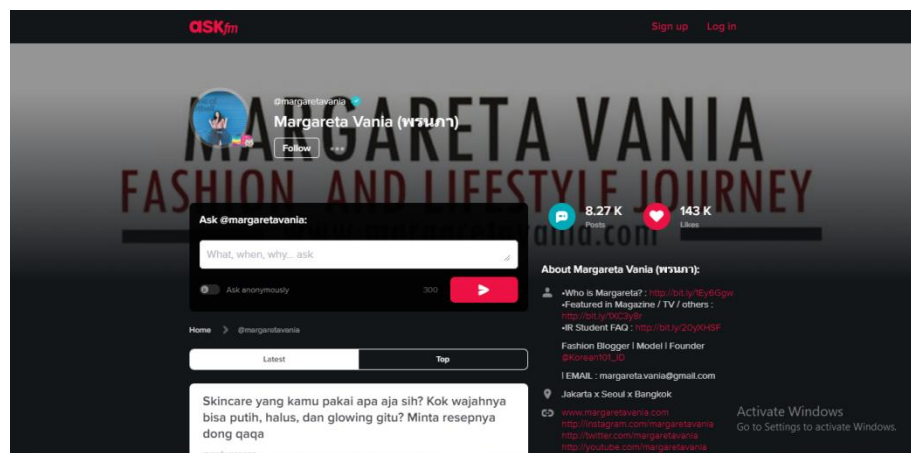 ASKfm
Sign up
Log in
MARGARETA VANIA
FASHION AND LIFESTYLE JOURNEY
@margaretavania
Margareta Vania (พรนภา)
Follow
Ask @margaretavania:
What, when, why... ask
Ask anonymously
300
8.27 K
Posts
143 K
Likes
About Margareta Vania (พรนภา):
•Who is Margareta? : http://bit.ly/1Ey6Ggw
•Featured in Magazine / TV / others :
http://bit.ly/1XC3y8r
•IR Student FAQ : http://bit.ly/2OyXHSF
Fashion Blogger | Model | Founder
@Korean101_ID
| EMAIL : margareta.vania@gmail.com
Jakarta x Seoul x Bangkok
www.margaretavania.com
http://instagram.com/margaretavania
http://twitter.com/margaretavania
http://youtube.com/margaretavania
Home > @margaretavania
Latest
Top
Skincare yang kamu pakai apa aja sih? Kok wajahnya
bisa putih, halus, dan glowing gitu? Minta resepnya
dong qaqa
Activate Windows
Go to Settings to activate Windows.